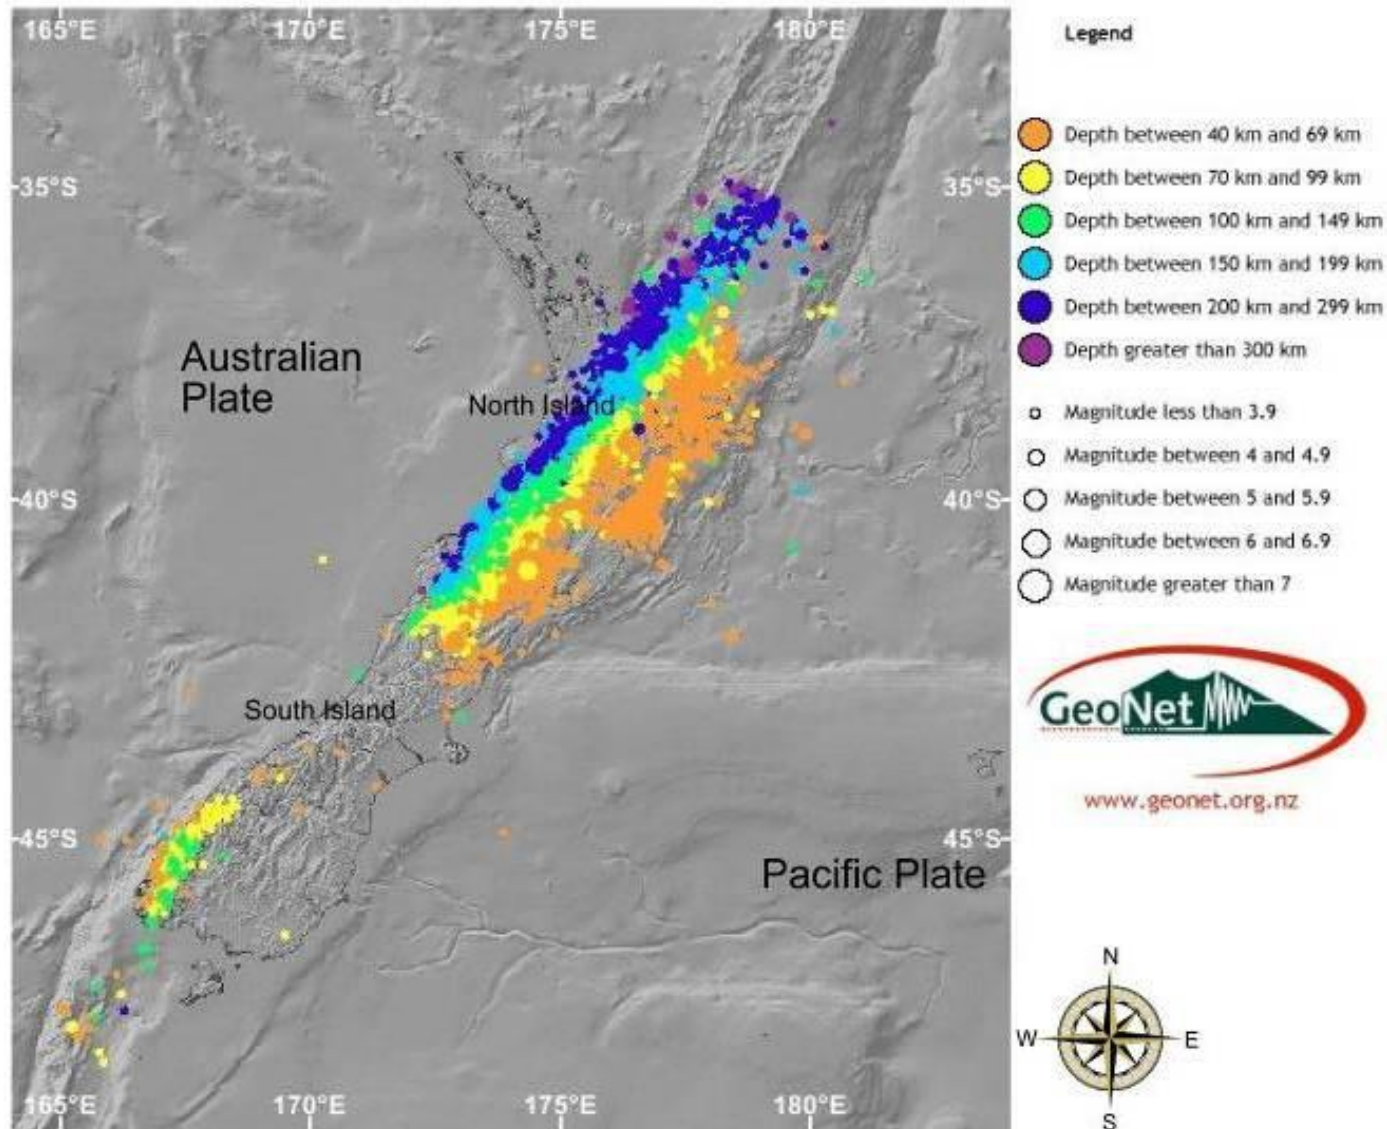 165°E 170°E 175°E 180°E
35°S 35°S
Australian
Plate
North Island
40°S 40°S
South Island
45°S 45°S
Pacific Plate
165°E 170°E 175°E 180°E
Legend
Depth between 40 km and 69 km
Depth between 70 km and 99 km
Depth between 100 km and 149 km
Depth between 150 km and 199 km
Depth between 200 km and 299 km
Depth greater than 300 km
Magnitude less than 3.9
Magnitude between 4 and 4.9
Magnitude between 5 and 5.9
Magnitude between 6 and 6.9
Magnitude greater than 7
GeoNet
www.geonet.org.nz
N
W E
S